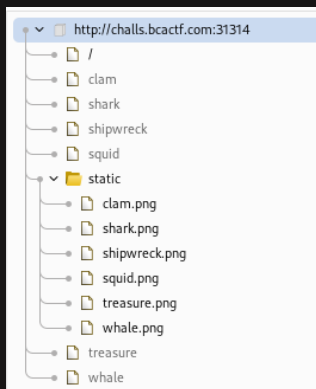 http://challs.bcactf.com:31314
/
clam
shark
shipwreck
squid
static
clam.png
shark.png
shipwreck.png
squid.png
treasure.png
whale.png
treasure
whale